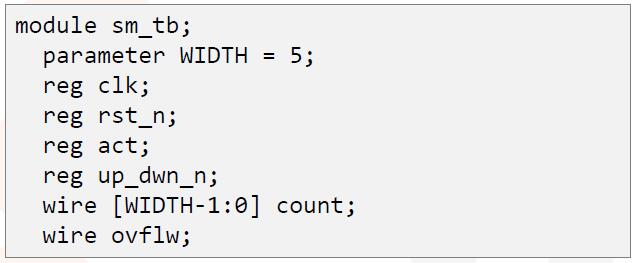 module sm_tb;
parameter WIDTH = 5;
reg clk;
reg rst_n;
reg act;
reg up_dwn_n;
wire [WIDTH-1:0] count;
wire ovflw;